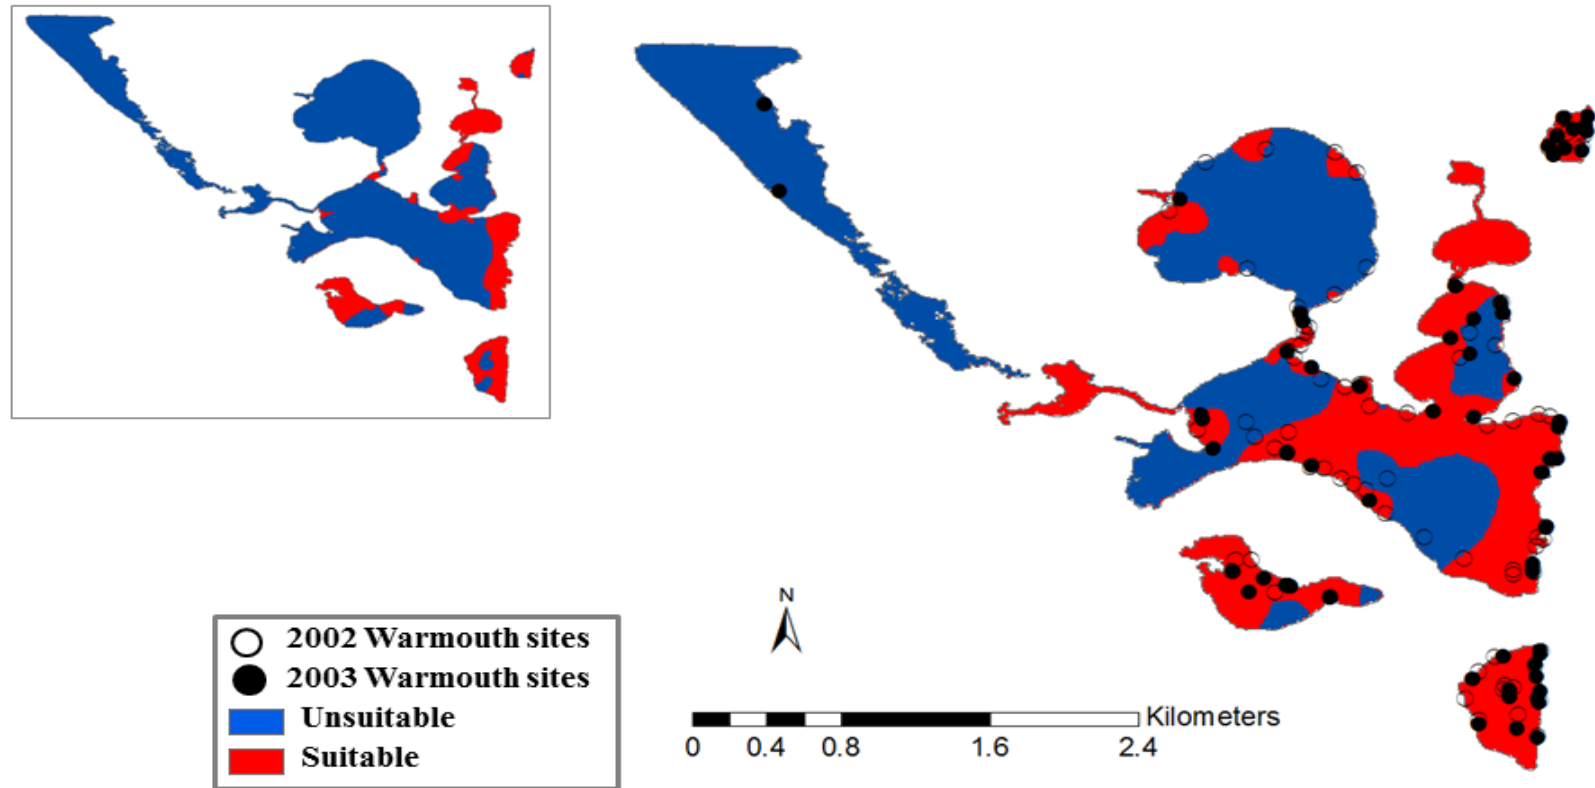 N
2002 Warmouth sites
2003 Warmouth sites
Unsuitable
Suitable
Kilometers
0 0.4 0.8 1.6 2.4